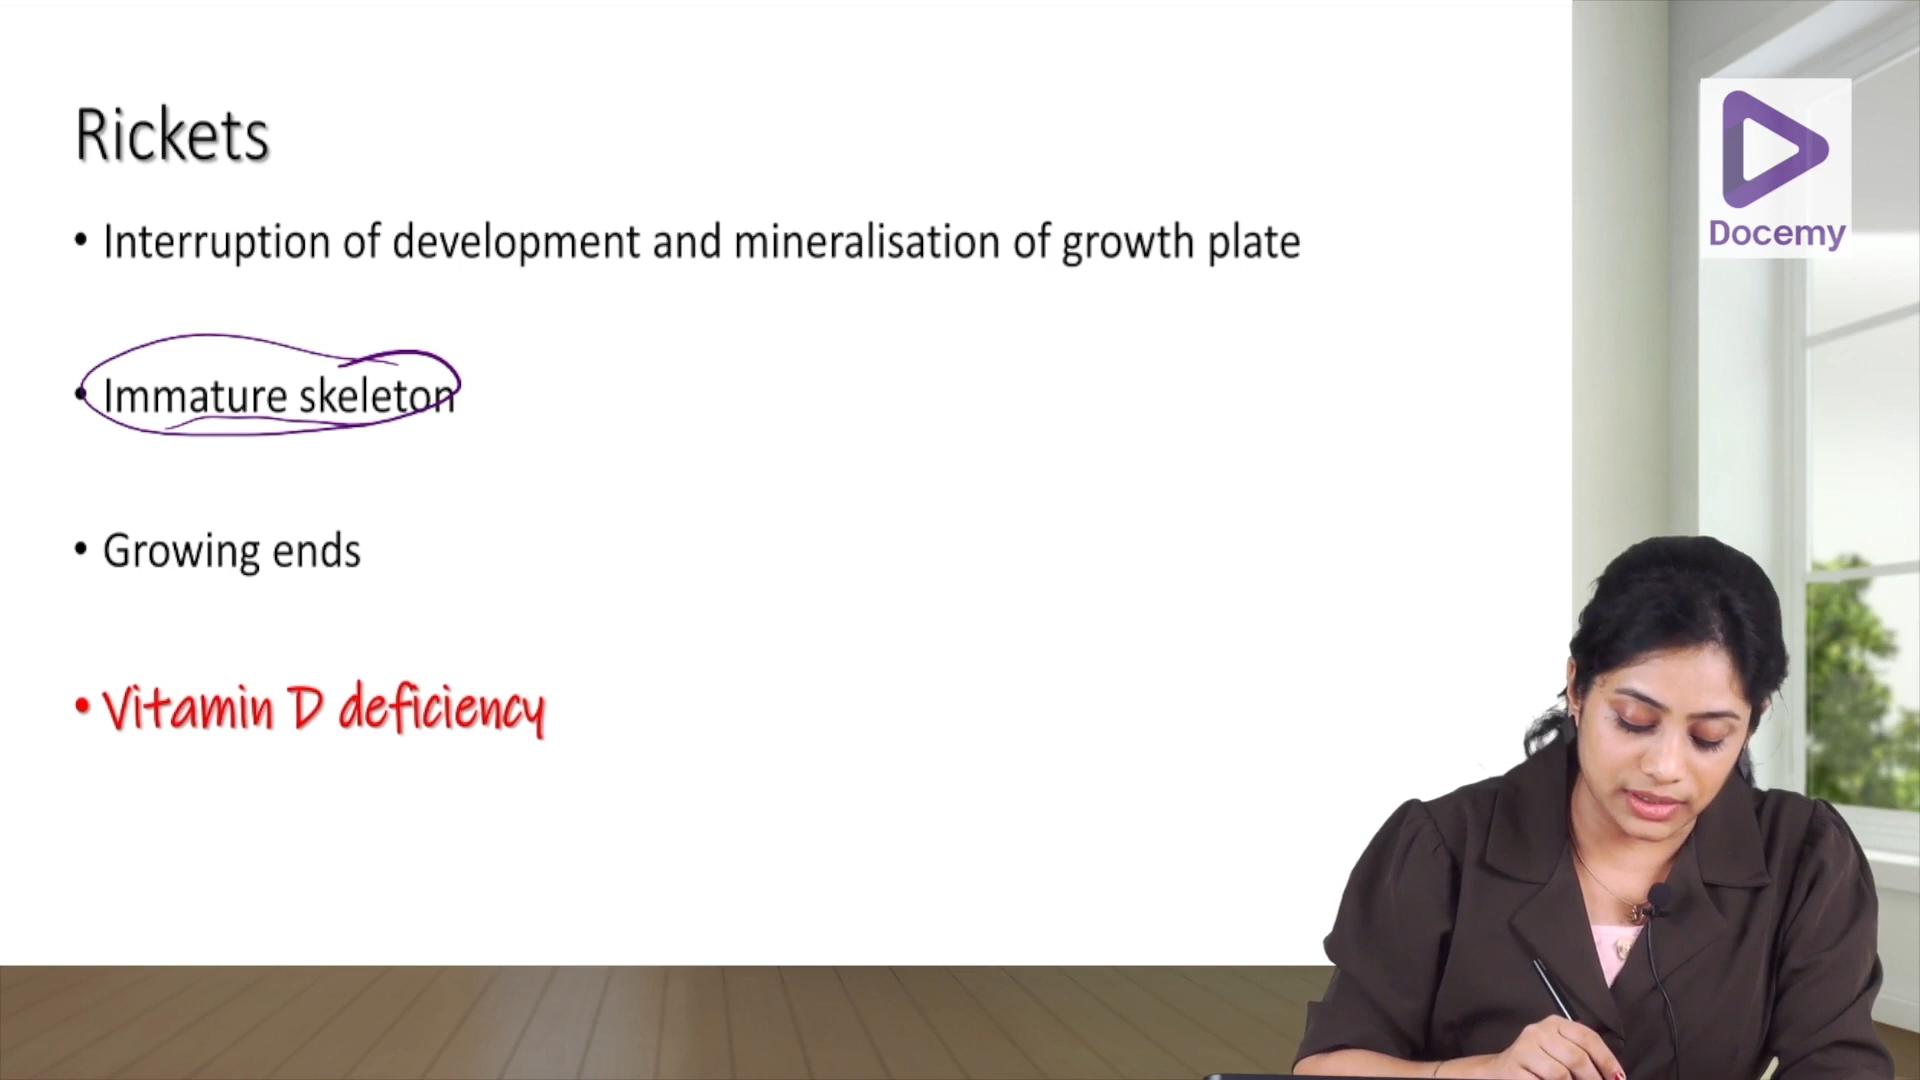 Rickets
• Interruption of development and mineralisation of growth plate
• Immature skeleton
• Growing ends
• Vitamin D deficiency
Docemy